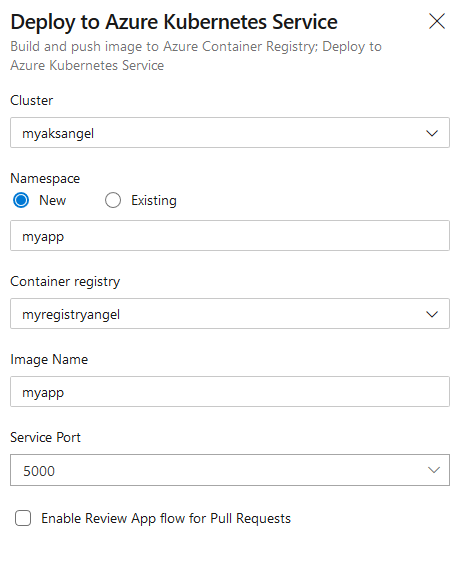 Deploy to Azure Kubernetes Service
Build and push image to Azure Container Registry; Deploy to
Azure Kubernetes Service
Cluster
myaksangel
Namespace
New Existing
myapp
Container registry
myregistryangel
Image Name
myapp
Service Port
5000
Enable Review App flow for Pull Requests